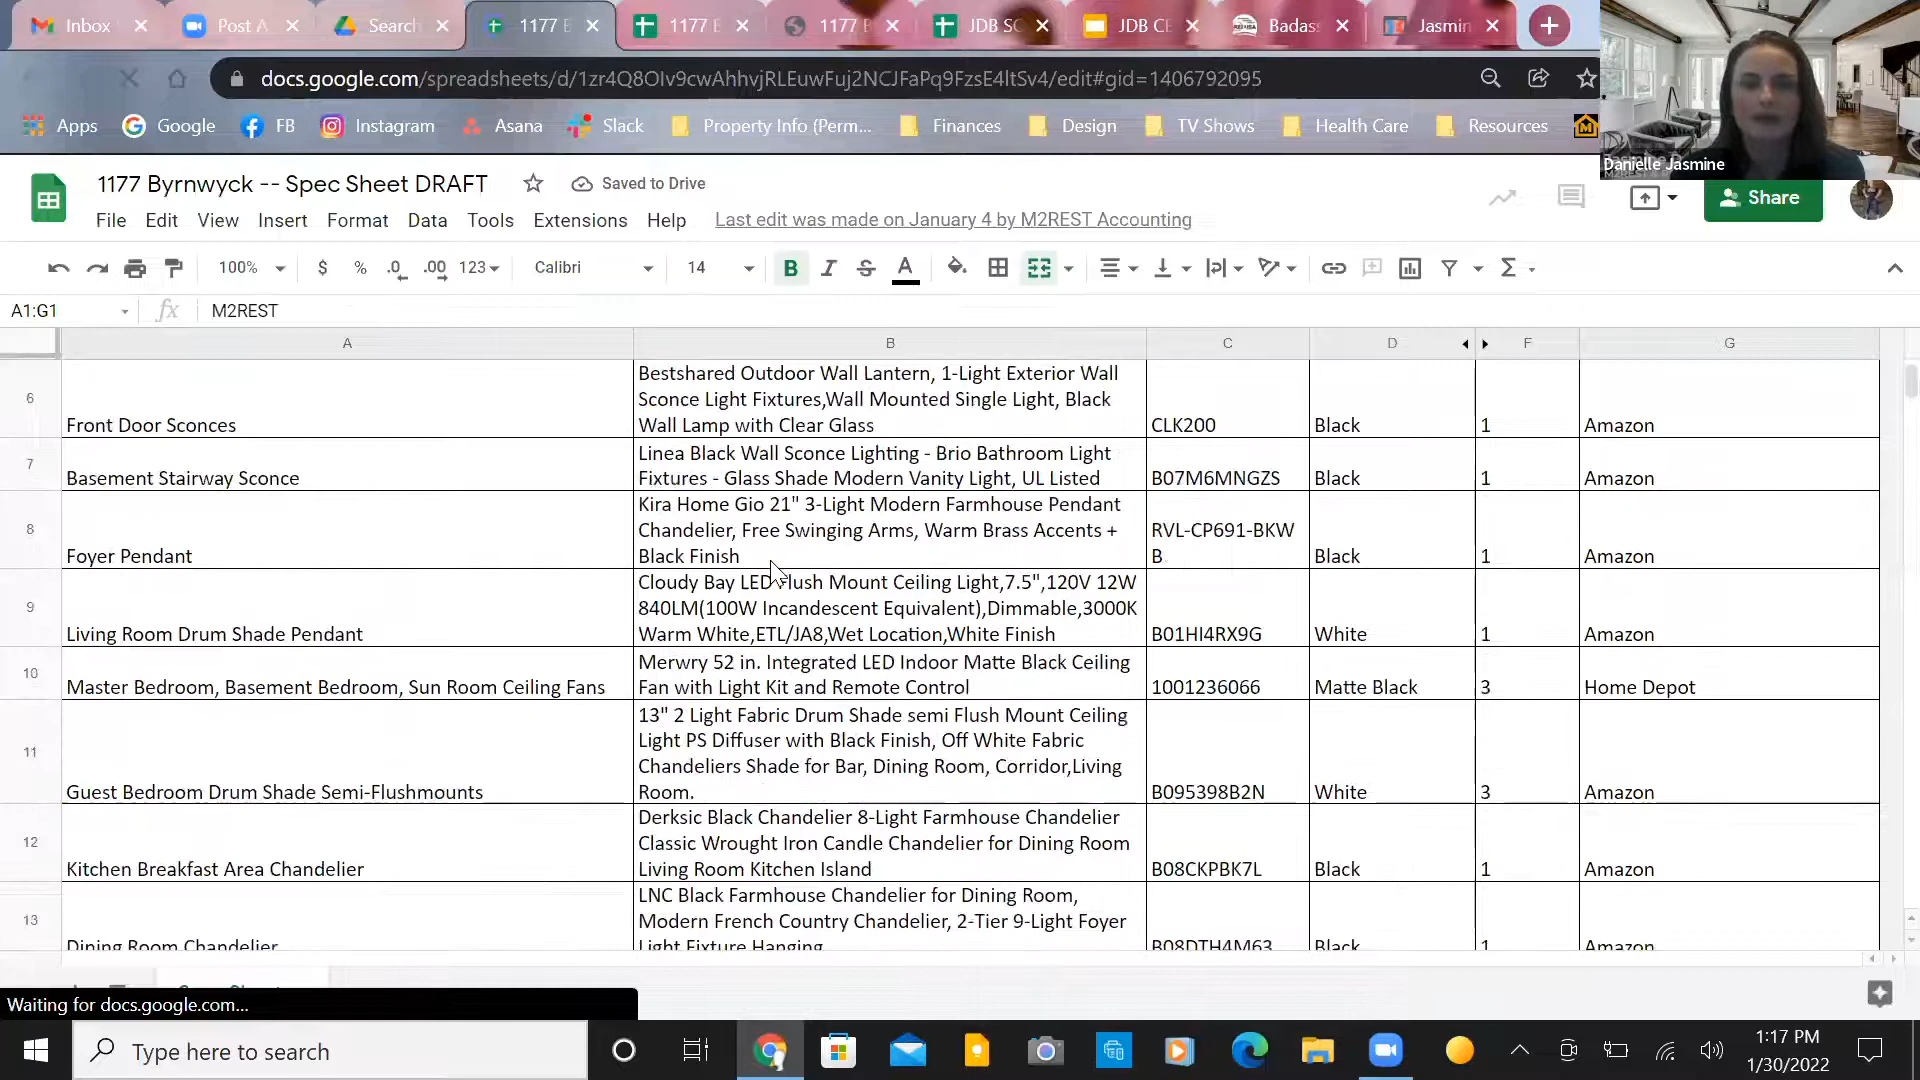 Inbox
Post A
Search
1177 B
1177 B
1177 B
JDB SC
JDB CE
Badas
Jasmin
docs.google.com/spreadsheets/d/1zr4Q8OIv9cwAhhvjRLEuwFuj2NCJFaPq9FzsE4ltSv4/edit#gid=1406792095
Apps
Google
FB
Instagram
Asana
Slack
Property Info (Perm...
Finances
Design
TV Shows
Health Care
Resources
Danielle Jasmine
1177 Byrnwyck -- Spec Sheet DRAFT
Saved to Drive
File Edit View Insert Format Data Tools Extensions Help
Last edit was made on January 4 by M2REST Accounting
Share
100% $ % .0 .00 123 Calibri 14 B
A1:G1
fx
M2REST
A B C D F G
6
Front Door Sconces
Bestshared Outdoor Wall Lantern, 1-Light Exterior Wall
Sconce Light Fixtures,Wall Mounted Single Light, Black
Wall Lamp with Clear Glass
CLK200
Black
1
Amazon
7
Basement Stairway Sconce
Linea Black Wall Sconce Lighting - Brio Bathroom Light
Fixtures - Glass Shade Modern Vanity Light, UL Listed
B07M6MNGZS
Black
1
Amazon
8
Foyer Pendant
Kira Home Gio 21" 3-Light Modern Farmhouse Pendant
Chandelier, Free Swinging Arms, Warm Brass Accents +
Black Finish
RVL-CP691-BKW
B
Black
1
Amazon
9
Living Room Drum Shade Pendant
Cloudy Bay LED Flush Mount Ceiling Light,7.5",120V 12W
840LM(100W Incandescent Equivalent),Dimmable,3000K
Warm White,ETL/JA8,Wet Location,White Finish
B01HI4RX9G
White
1
Amazon
10
Master Bedroom, Basement Bedroom, Sun Room Ceiling Fans
Merwry 52 in. Integrated LED Indoor Matte Black Ceiling
Fan with Light Kit and Remote Control
1001236066
Matte Black
3
Home Depot
11
Guest Bedroom Drum Shade Semi-Flushmounts
13" 2 Light Fabric Drum Shade semi Flush Mount Ceiling
Light PS Diffuser with Black Finish, Off White Fabric
Chandeliers Shade for Bar, Dining Room, Corridor,Living
Room.
B095398B2N
White
3
Amazon
12
Kitchen Breakfast Area Chandelier
Derksic Black Chandelier 8-Light Farmhouse Chandelier
Classic Wrought Iron Candle Chandelier for Dining Room
Living Room Kitchen Island
B08CKPBK7L
Black
1
Amazon
13
Dining Room Chandelier
LNC Black Farmhouse Chandelier for Dining Room,
Modern French Country Chandelier, 2-Tier 9-Light Foyer
Light Fixture Hanging
B08DTH4M63
Black
1
Amazon
Waiting for docs.google.com...
Type here to search
1:17 PM
1/30/2022